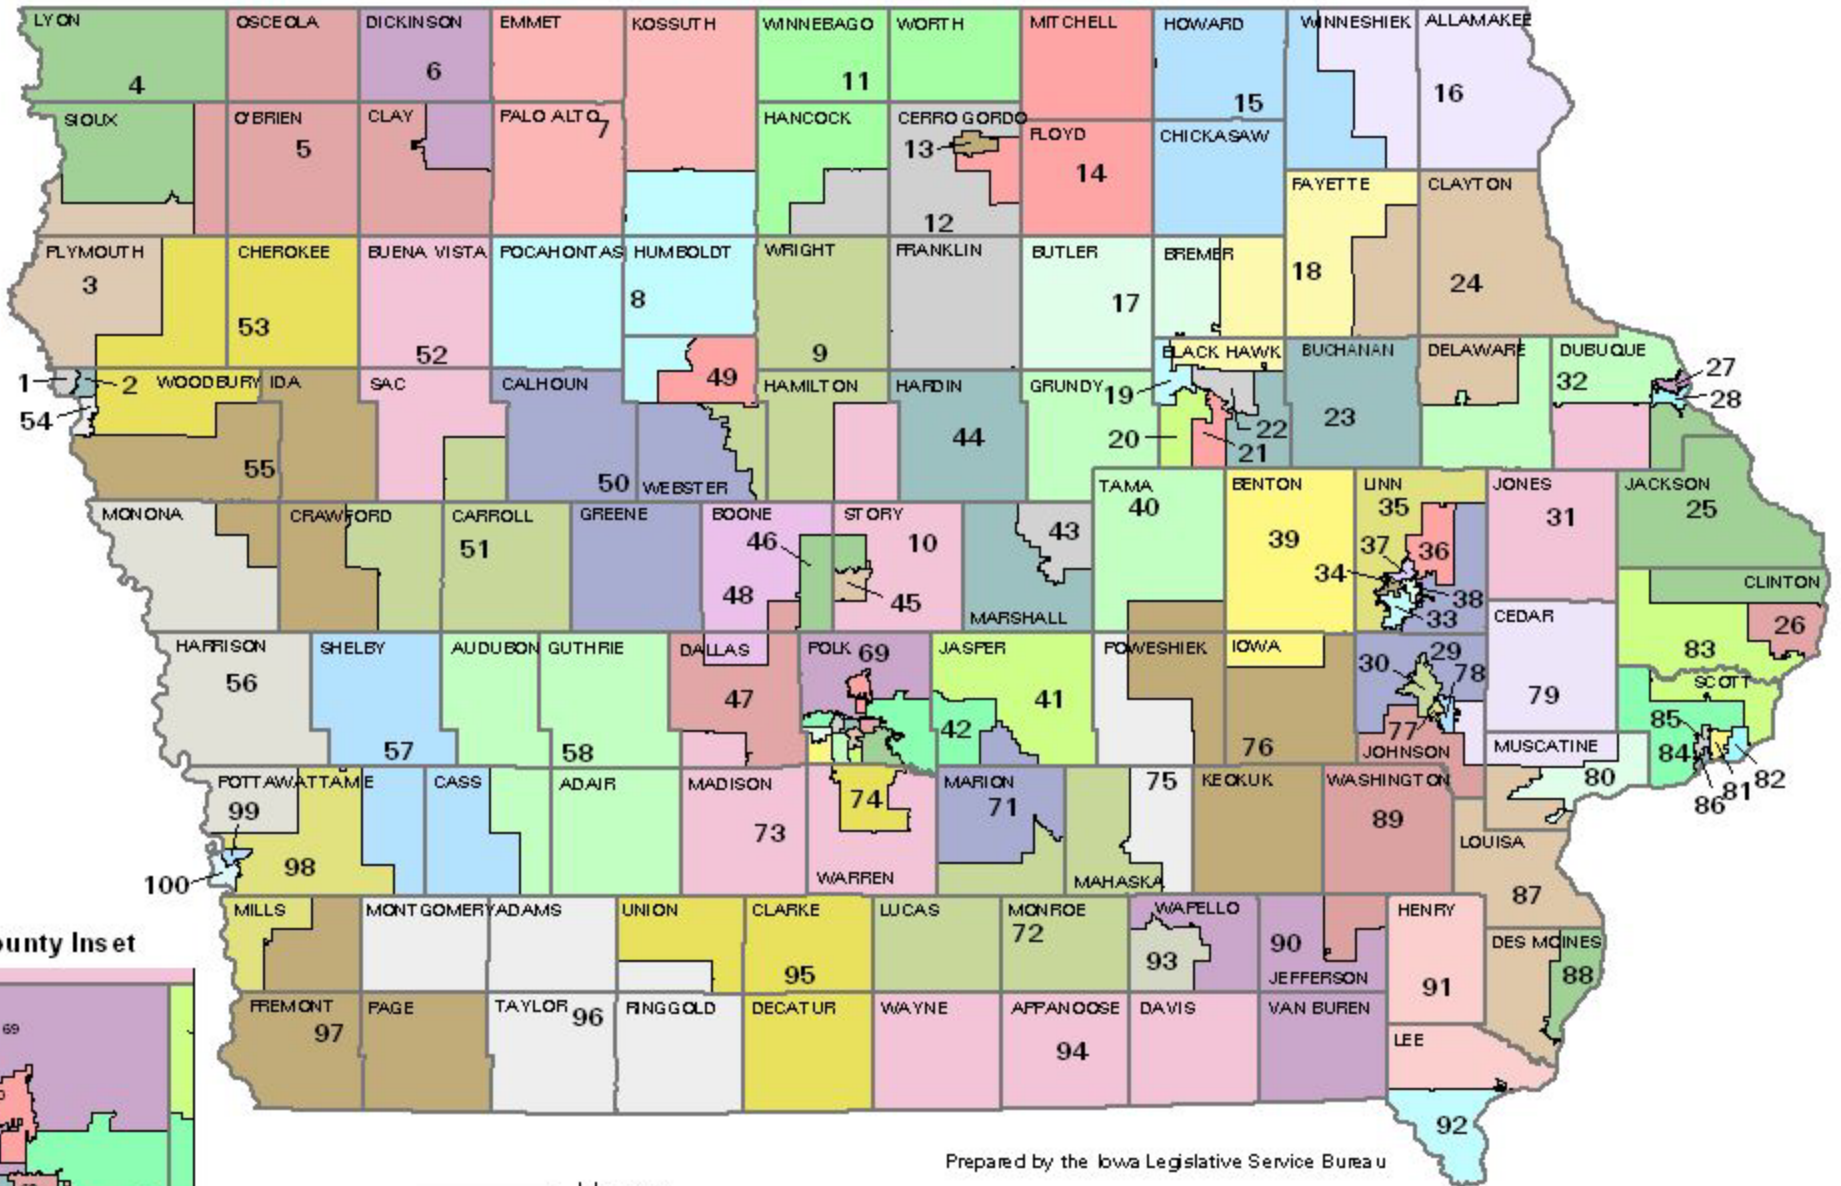 LYON OSCEOLA DICKINSON EMMET KOSSUTH WINNEBAGO WORTH MITCHELL HOWARD WINNESHIEK ALLAMAKEE
4 6 11 15 16
SIOUX O'BRIEN CLAY PALO ALTO 7 HANCOCK CERRO GORDO FLOYD CHICKASAW
5 13 14
12 FAYETTE CLAYTON
PLYMOUTH CHEROKEE BUENA VISTA POCAHONTAS HUMBOLDT WRIGHT FRANKLIN BUTLER BREMER
3 53 52 8 9 17 18 24
BLACK HAWK BUCHANAN DELAWARE DUBUQUE
1 2 WOODBURY IDA SAC CALHOUN 49 HAMILTON HARDIN GRUNDY 19 32 27
54 28
55 50 WEBSTER 44 20 21 22 23
MONONA CRAWFORD CARROLL GREENE BOONE STORY TAMA BENTON LINN JONES JACKSON
51 46 10 43 40 39 35 31 25
48 45 MARSHALL 37 36 34 38 33 CLINTON
HARRISON SHELBY AUDUBON GUTHRIE DALLAS POLK 69 JASPER POWESHIEK IOWA CEDAR 26
56 47 41 30 29 78 79 83
57 58 42 76 77 JOHNSON SCOTT
MUSCATINE 85 84 80 86 81 82
POTTAWATTAMIE CASS ADAIR MADISON 74 MARION 75 KEOKUK WASHINGTON
99 73 71 89 LOUISA
100 98 WARREN MAHASKA 87
MILLS MONTGOMERY ADAMS UNION CLARKE LUCAS MONROE WAPELLO HENRY
72 90 DES MOINES
95 93 JEFFERSON 91 88
FREMONT PAGE TAYLOR 96 RINGGOLD DECATUR WAYNE APPANOOSE DAVIS VAN BUREN LEE
97 94
92
ounty Inset
69
Prepared by the Iowa Legislative Service Bureau